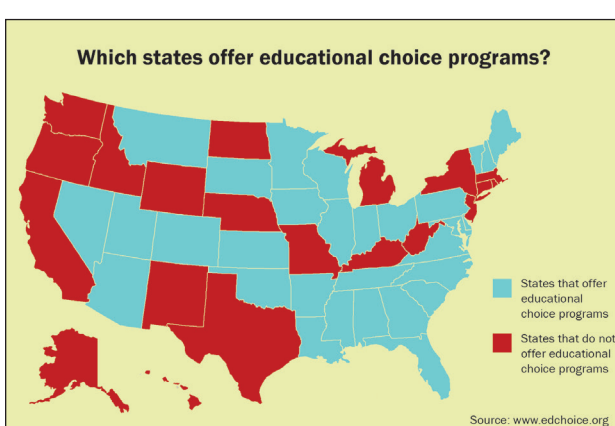 Which states offer educational choice programs?
States that offer
educational
choice programs
States that do not
offer educational
choice programs
Source: www.edchoice.org